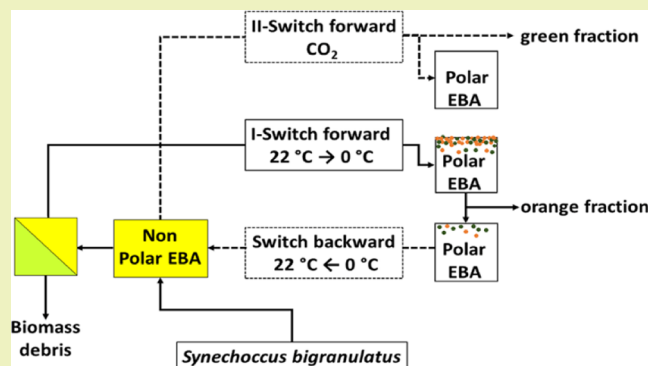 II-Switch forward
CO₂
green fraction
Polar
EBA
I-Switch forward
22 °C → 0 °C
Polar
EBA
orange fraction
Non
Polar EBA
Switch backward
22 °C ← 0 °C
Polar
EBA
Biomass
debris
Synechoccus bigranulatus